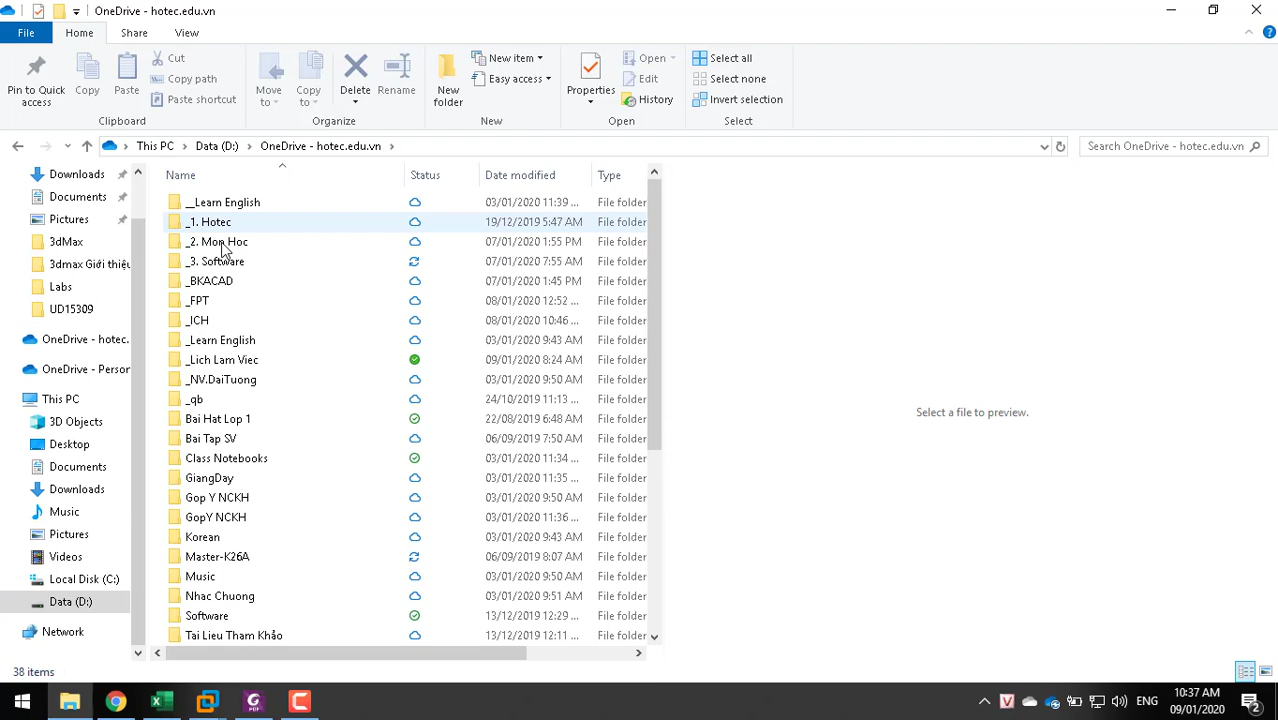 OneDrive - hotec.edu.vn
File Home Share View
Pin to Quick access
Copy
Paste
Cut
Copy path
Paste shortcut
Clipboard
Move to
Copy to
Delete
Rename
Organize
New folder
New item
Easy access
New
Properties
Open
Edit
History
Open
Select all
Select none
Invert selection
Select
This PC > Data (D:) > OneDrive - hotec.edu.vn >
Search OneDrive - hotec.edu.vn
Downloads
Documents
Pictures
3dMax
3dmax Giới thiệu
Labs
UD15309
OneDrive - hotec.
OneDrive - Person
This PC
3D Objects
Desktop
Documents
Downloads
Music
Pictures
Videos
Local Disk (C:)
Data (D:)
Network
Name Status Date modified Type
__Learn English 03/01/2020 11:39 ... File folder
_1. Hotec 19/12/2019 5:47 AM File folder
_2. Mon Hoc 07/01/2020 1:55 PM File folder
_3. Software 07/01/2020 7:55 AM File folder
_BKACAD 07/01/2020 1:45 PM File folder
_FPT 08/01/2020 12:52 ... File folder
_ICH 08/01/2020 10:46 ... File folder
_Learn English 03/01/2020 9:43 AM File folder
_Lich Lam Viec 09/01/2020 8:24 AM File folder
_NV.DaiTuong 03/01/2020 9:50 AM File folder
_qb 24/10/2019 11:13 ... File folder
Bai Hat Lop 1 22/08/2019 6:48 AM File folder
Bai Tap SV 06/09/2019 7:50 AM File folder
Class Notebooks 03/01/2020 11:34 ... File folder
GiangDay 03/01/2020 11:35 ... File folder
Gop Y NCKH 03/01/2020 9:50 AM File folder
GopY NCKH 03/01/2020 11:36 ... File folder
Korean 03/01/2020 9:43 AM File folder
Master-K26A 06/09/2019 8:07 AM File folder
Music 03/01/2020 9:50 AM File folder
Nhac Chuong 03/01/2020 9:51 AM File folder
Software 13/12/2019 12:29 ... File folder
Tai Lieu Tham Khảo 13/12/2019 12:11 ... File folder
Select a file to preview.
38 items
ENG
10:37 AM
09/01/2020
2